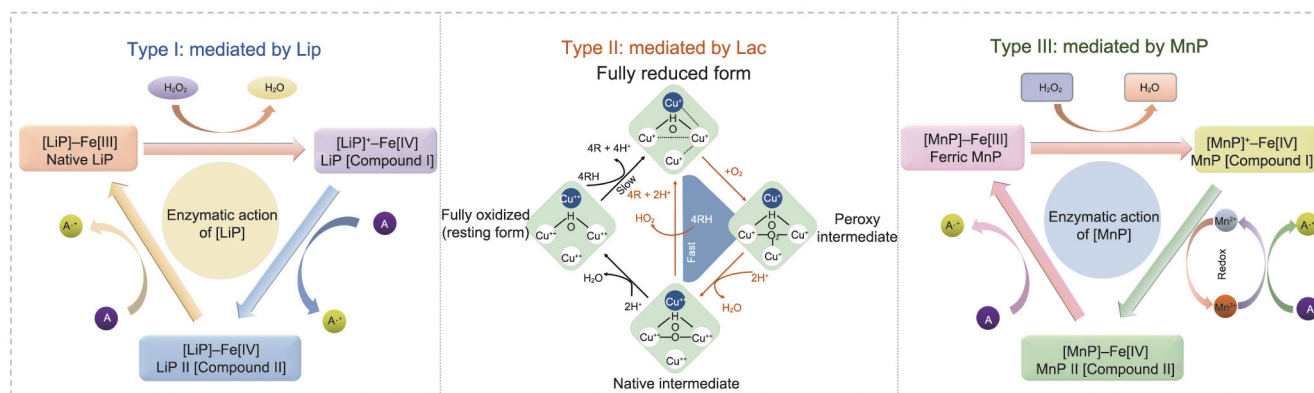 Type I: mediated by Lip
H₂O₂
H₂O
[LiP]–Fe[III]
Native LiP
[LiP]⁺–Fe[IV]
LiP [Compound I]
Enzymatic action
of [LiP]
A·⁺
A
A
A·⁺
[LiP]–Fe[IV]
LiP II [Compound II]
Type II: mediated by Lac
Fully reduced form
Cu⁺
H
O
Cu⁺
Cu⁺
Cu⁺
4R + 4H⁺
4RH
Slow
+O₂
4R + 2H⁺
HO₂
4RH
Fast
Fully oxidized
(resting form)
Cu⁺⁺
H
O
Cu⁺⁺
Cu⁺⁺
Cu⁺⁺
Peroxy
intermediate
Cu⁺
H
O
Cu⁺
O₂
Cu⁺
Cu⁺
H₂O
2H⁺
2H⁺
H₂O
Cu⁺⁺
H
O
Cu⁺⁺
O
Cu⁺⁺
Cu⁺⁺
Native intermediate
Type III: mediated by MnP
H₂O₂
H₂O
[MnP]–Fe[III]
Ferric MnP
[MnP]⁺–Fe[IV]
MnP [Compound I]
Enzymatic action
of [MnP]
A·⁺
A
Mn²⁺
Redox
Mn³⁺
A·⁺
A
[MnP]–Fe[IV]
MnP II [Compound II]